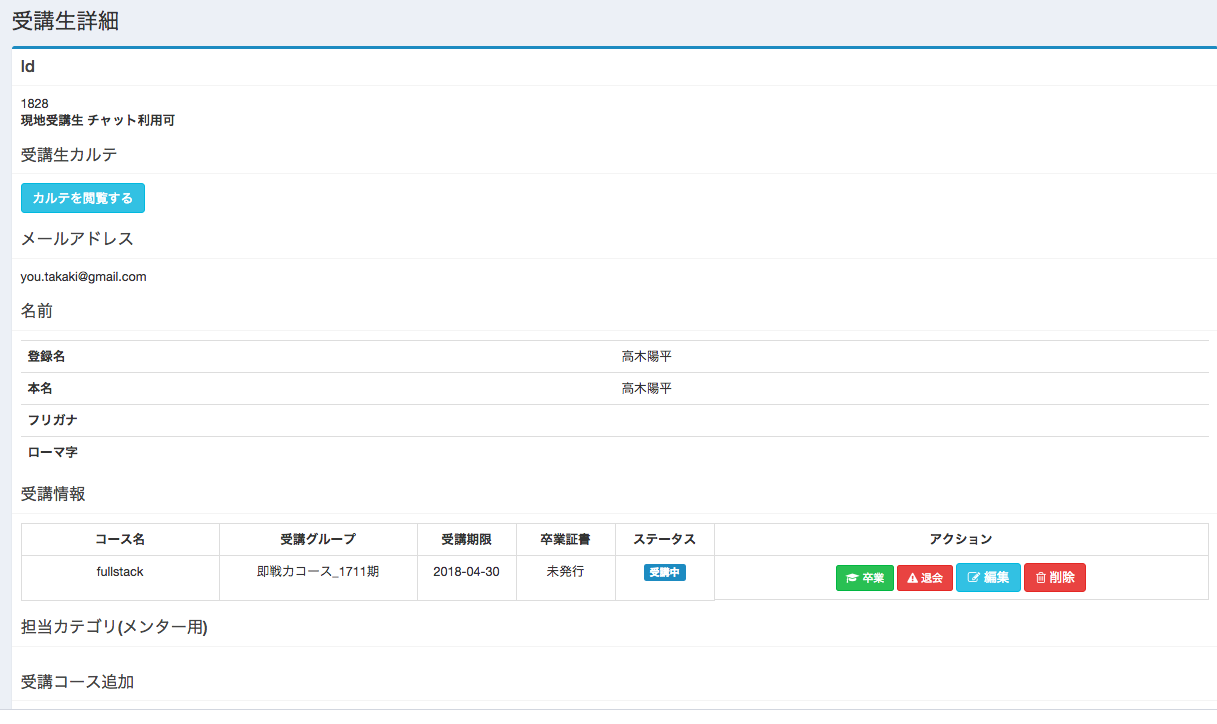 受講生詳細
Id
1828
現地受講生 チャット利用可
受講生カルテ
カルテを閲覧する
メールアドレス
you.takaki@gmail.com
名前
登録名 高木陽平
本名 高木陽平
フリガナ
ローマ字
受講情報
コース名 受講グループ 受講期限 卒業証書 ステータス アクション
fullstack 即戦力コース_1711期 2018-04-30 未発行 受講中 卒業 退会 編集 削除
担当カテゴリ(メンター用)
受講コース追加